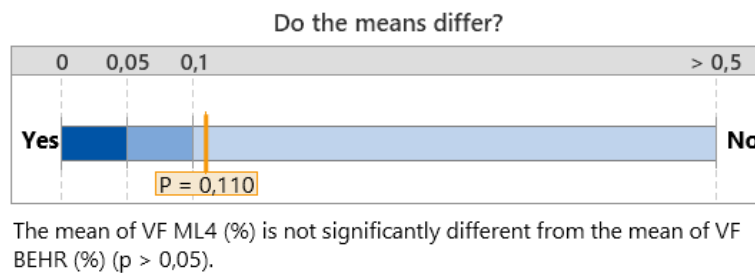 Do the means differ?
0 0,05 0,1 > 0,5
Yes No
P = 0,110
The mean of VF ML4 (%) is not significantly different from the mean of VF
BEHR (%) (p > 0,05).